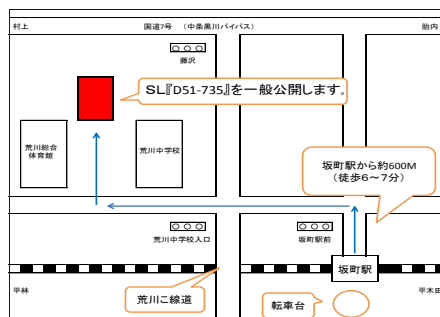 村上
国道7号　（中条黒川バイパス）
胎内
藤沢
SL『D51-735』を一般公開します。
荒川総合
体育館
荒川中学校
坂町駅から約600M
（徒歩6～7分）
荒川中学校入口
坂町駅前
坂町駅
平林
荒川こ線道
転車台
平木田